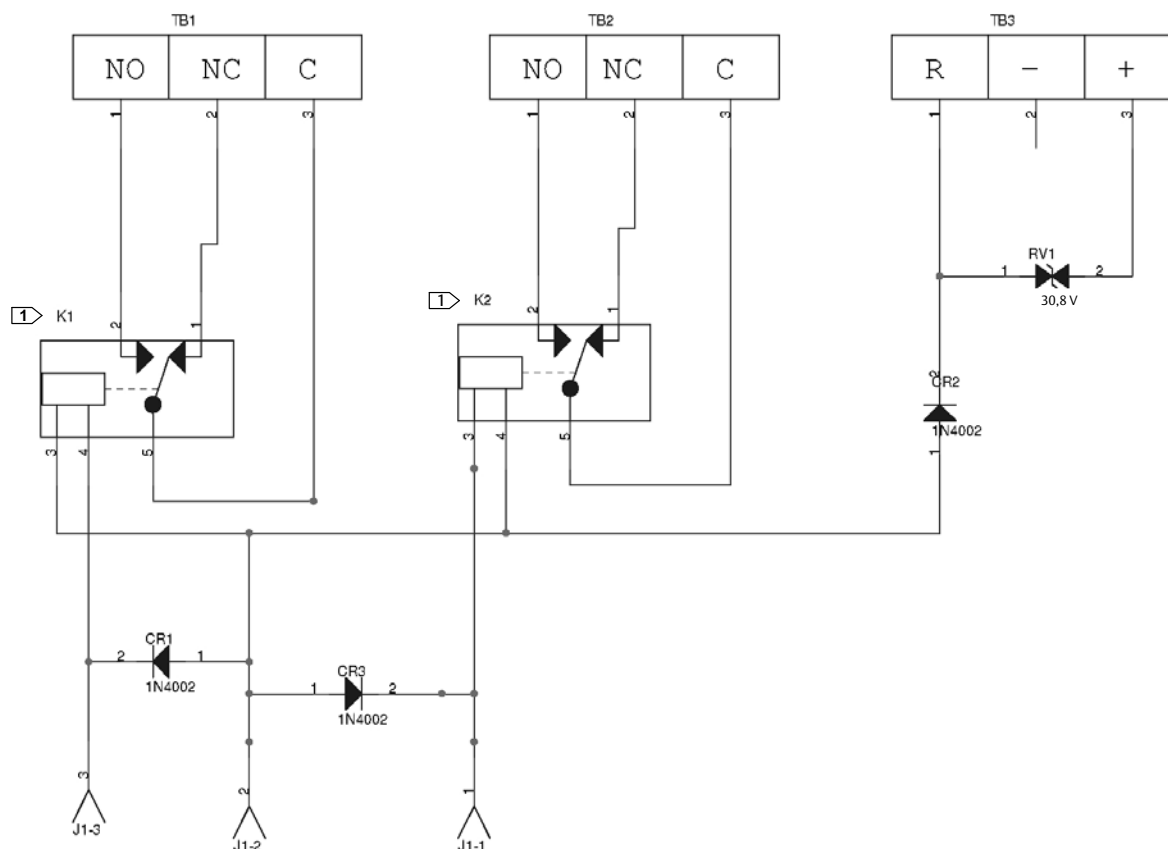 TB1 TB2 TB3
NO NC C NO NC C R − +
1 2 3 1 2 3 1 2 3
RV1
1 2
30,8 V
1 K1 1 K2
2 1 2 1
2
CR2
1N4002
1
3 4 5 3 4 5
CR1
2 1
1N4002
CR3
1 2
1N4002
3 2 1
J1-3 J1-2 J1-1